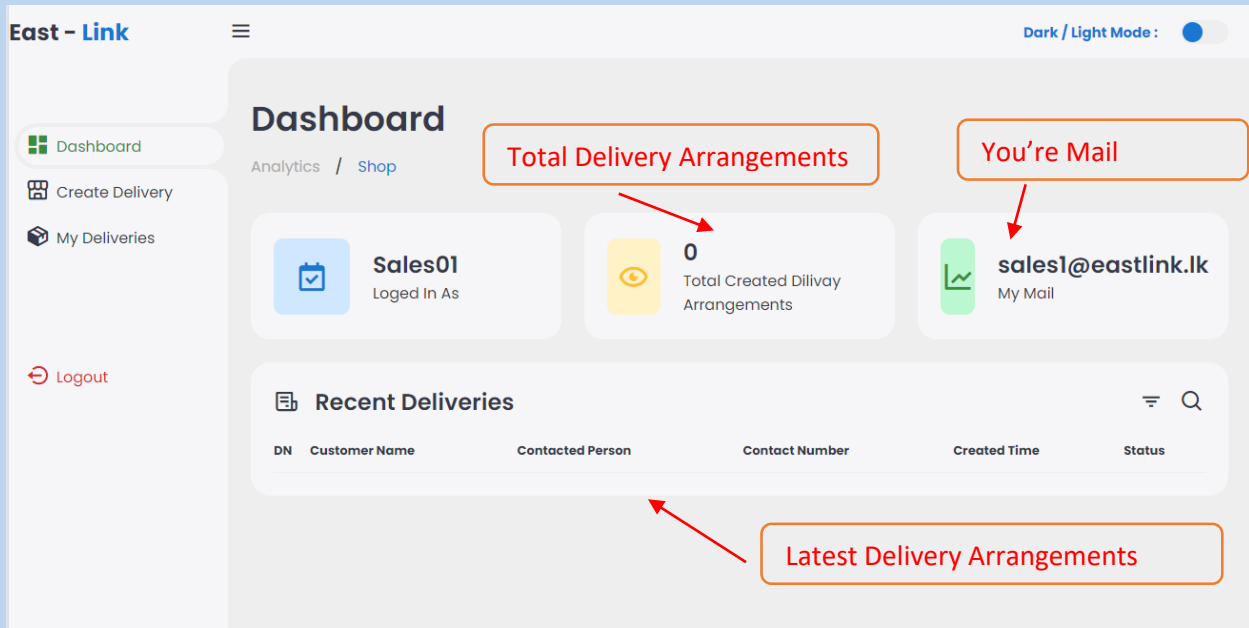 East - Link
Dark / Light Mode :
Dashboard
Create Delivery
My Deliveries
Logout
Dashboard
Analytics / Shop
Total Delivery Arrangements
You’re Mail
Sales01
Loged In As
0
Total Created Dilivay
Arrangements
sales1@eastlink.lk
My Mail
Recent Deliveries
DN Customer Name Contacted Person Contact Number Created Time Status
Latest Delivery Arrangements